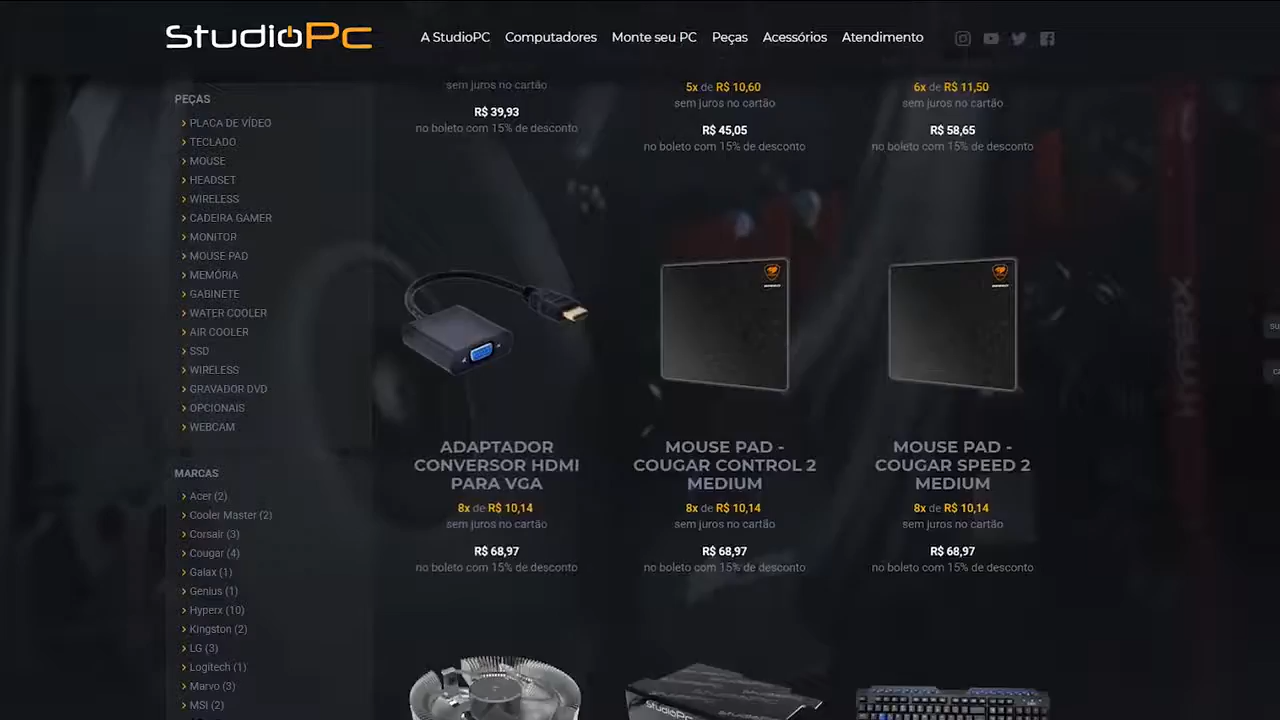 StudioPc
A StudioPC Computadores Monte seu PC Peças Acessórios Atendimento
PEÇAS
PLACA DE VÍDEO
TECLADO
MOUSE
HEADSET
WIRELESS
CADEIRA GAMER
MONITOR
MOUSE PAD
MEMÓRIA
GABINETE
WATER COOLER
AIR COOLER
SSD
WIRELESS
GRAVADOR DVD
OPCIONAIS
WEBCAM
MARCAS
Acer (2)
Cooler Master (2)
Corsair (3)
Cougar (4)
Galax (1)
Genius (1)
Hyperx (10)
Kingston (2)
LG (3)
Logitech (1)
Marvo (3)
MSI (2)
sem juros no cartão
R$ 39,93
no boleto com 15% de desconto
5x de R$ 10,60
sem juros no cartão
R$ 45,05
no boleto com 15% de desconto
6x de R$ 11,50
sem juros no cartão
R$ 58,65
no boleto com 15% de desconto
ADAPTADOR
CONVERSOR HDMI
PARA VGA
8x de R$ 10,14
sem juros no cartão
R$ 68,97
no boleto com 15% de desconto
MOUSE PAD -
COUGAR CONTROL 2
MEDIUM
8x de R$ 10,14
sem juros no cartão
R$ 68,97
no boleto com 15% de desconto
MOUSE PAD -
COUGAR SPEED 2
MEDIUM
8x de R$ 10,14
sem juros no cartão
R$ 68,97
no boleto com 15% de desconto
StudioPc
HYPERX